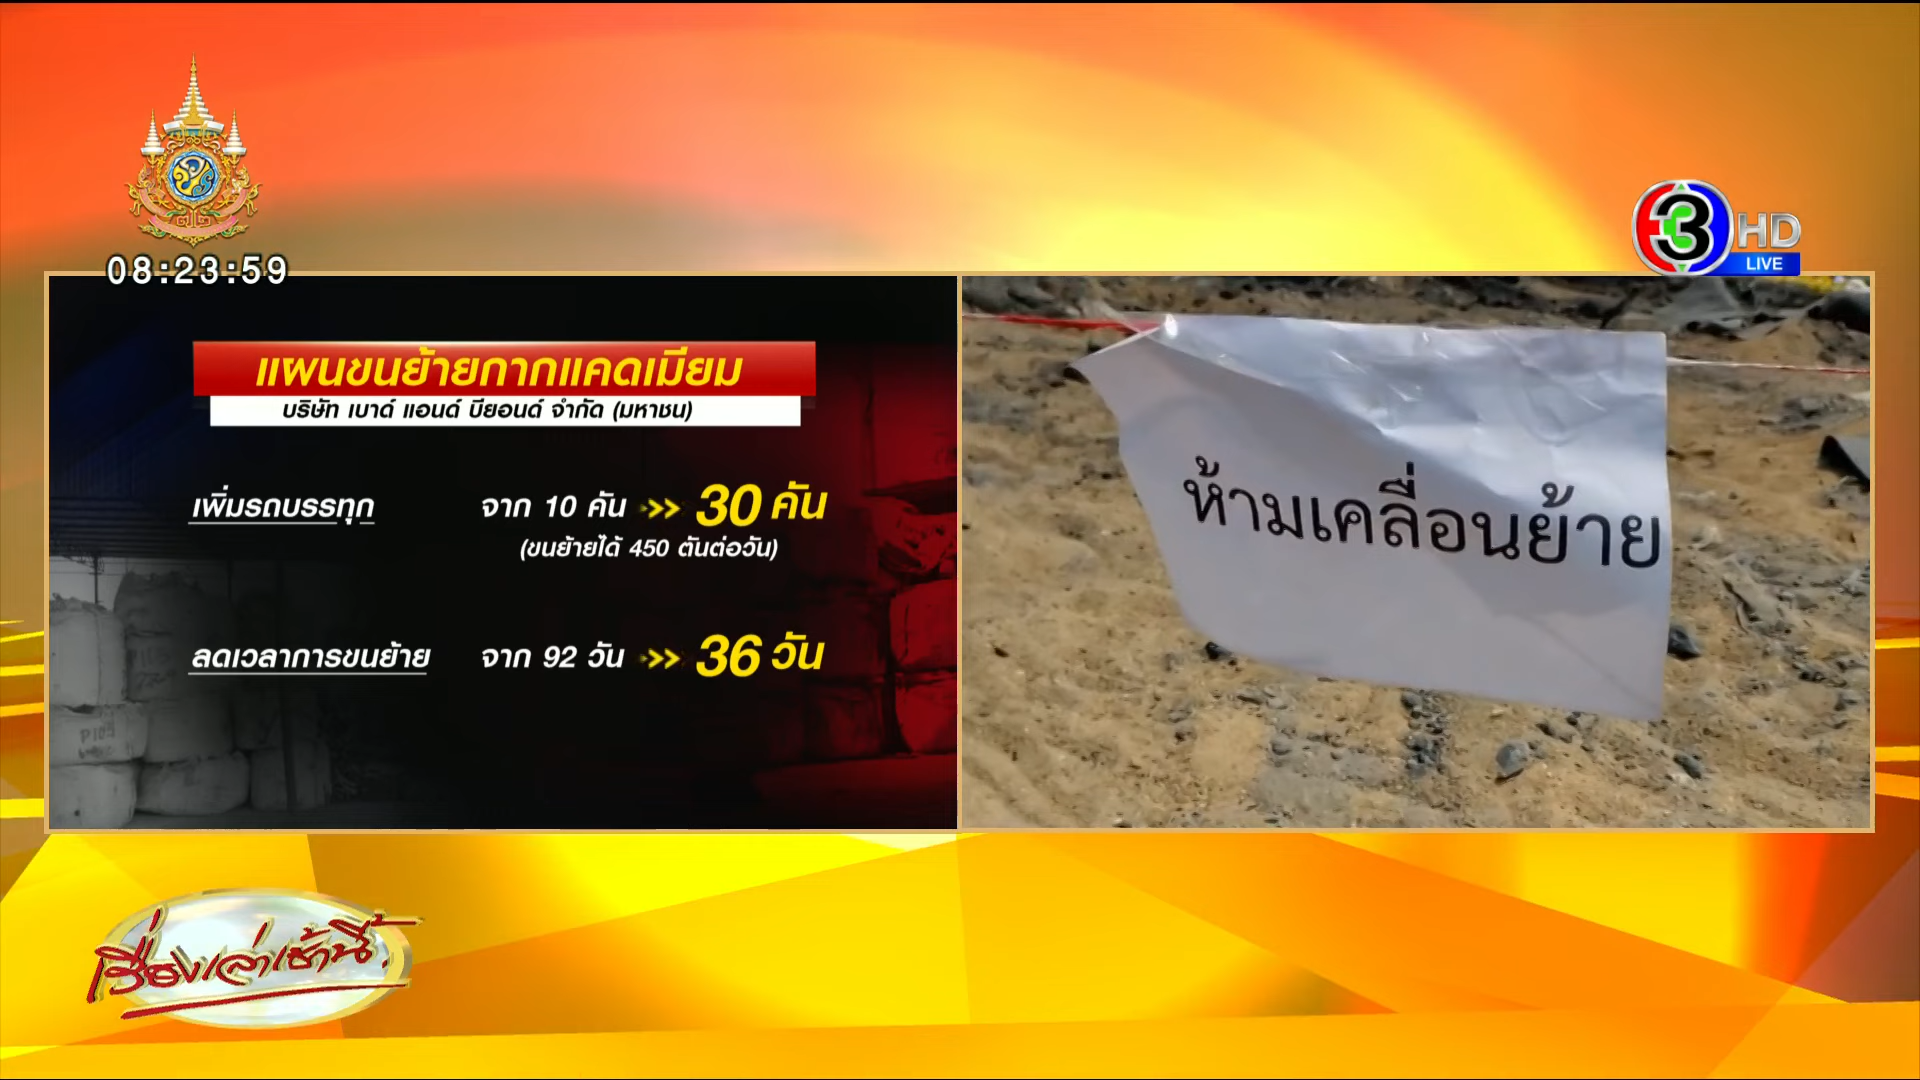 3 HD
LIVE
08:23:59
แผนขนย้ายกากแคดเมียม
บริษัท เบาด์ แอนด์ บียอนด์ จำกัด (มหาชน)
เพิ่มรถบรรทุก จาก 10 คัน >>> 30 คัน
(ขนย้ายได้ 450 ตันต่อวัน)
ลดเวลาการขนย้าย จาก 92 วัน >>> 36 วัน
ห้ามเคลื่อนย้าย
เรื่องเล่าเช้านี้